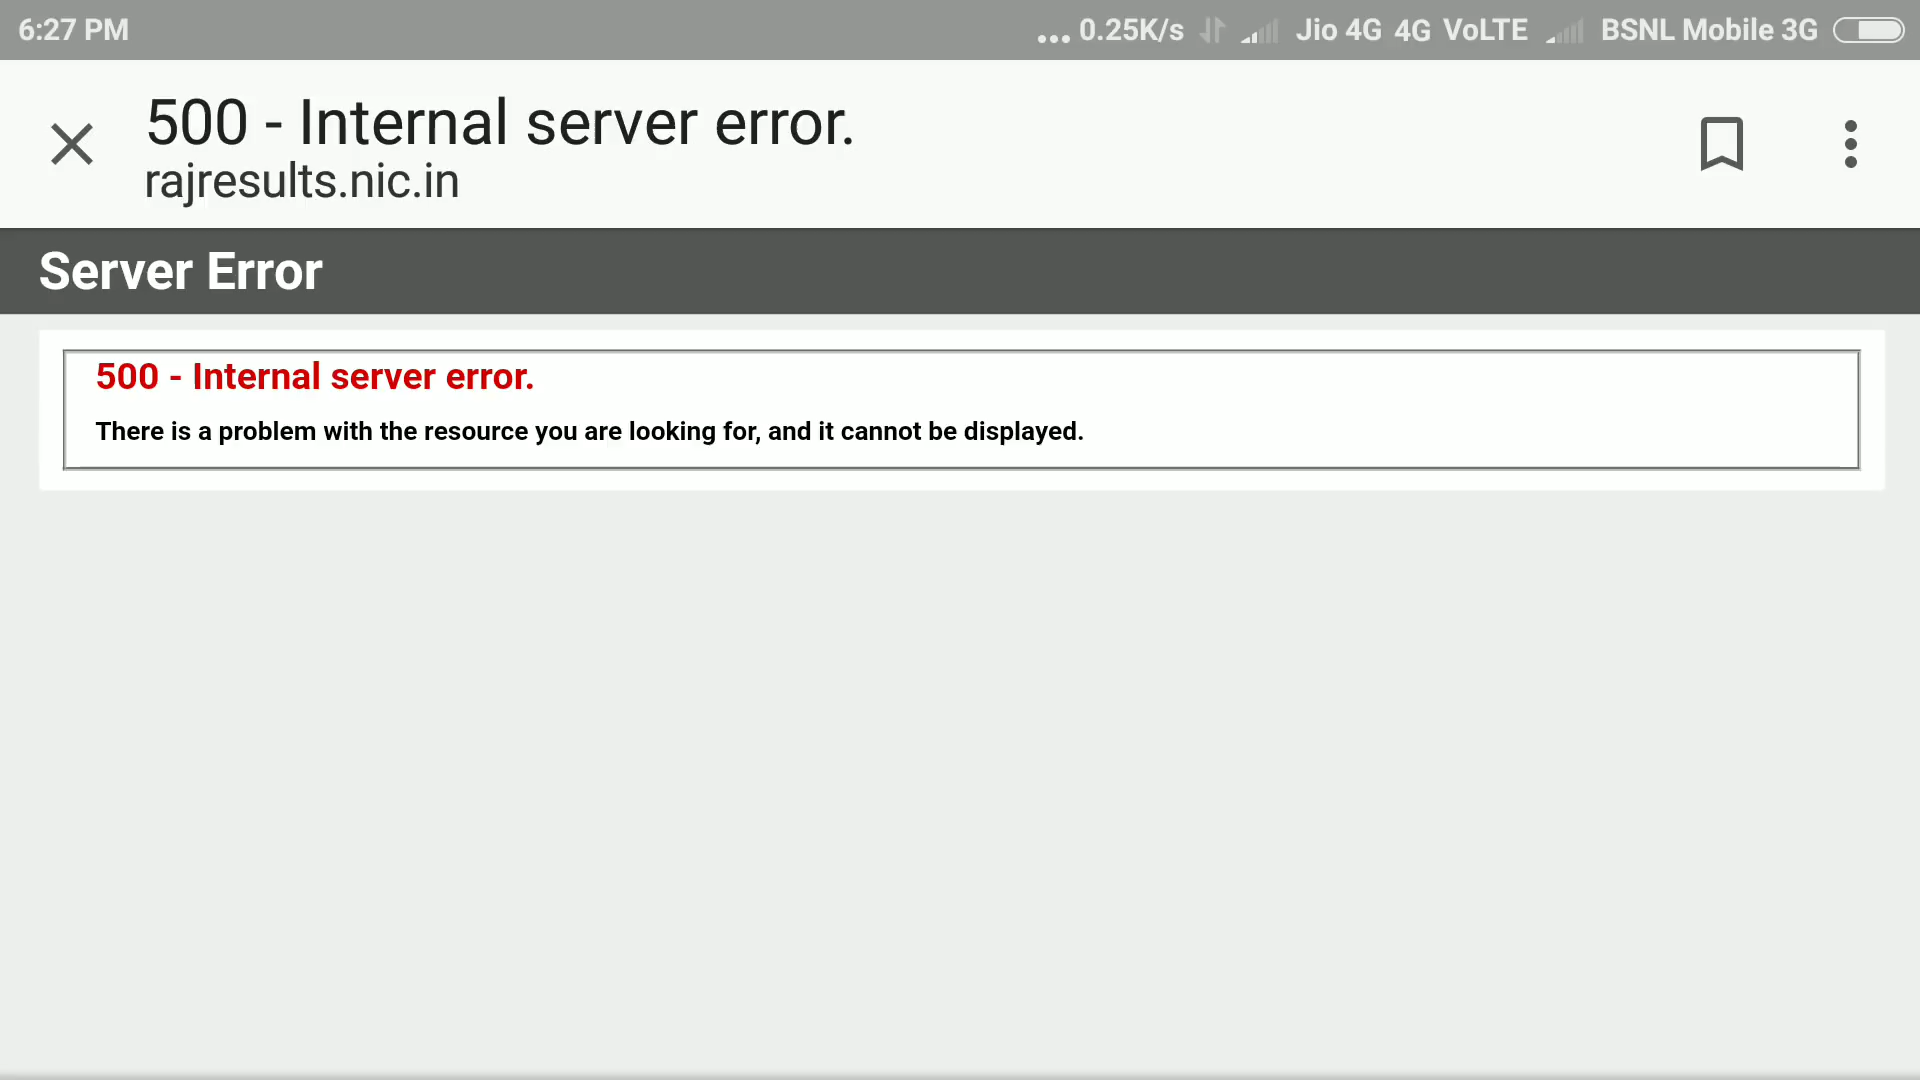 6:27 PM ... 0.25K/s Jio 4G 4G VoLTE BSNL Mobile 3G
500 - Internal server error.
rajresults.nic.in
Server Error
500 - Internal server error.
There is a problem with the resource you are looking for, and it cannot be displayed.